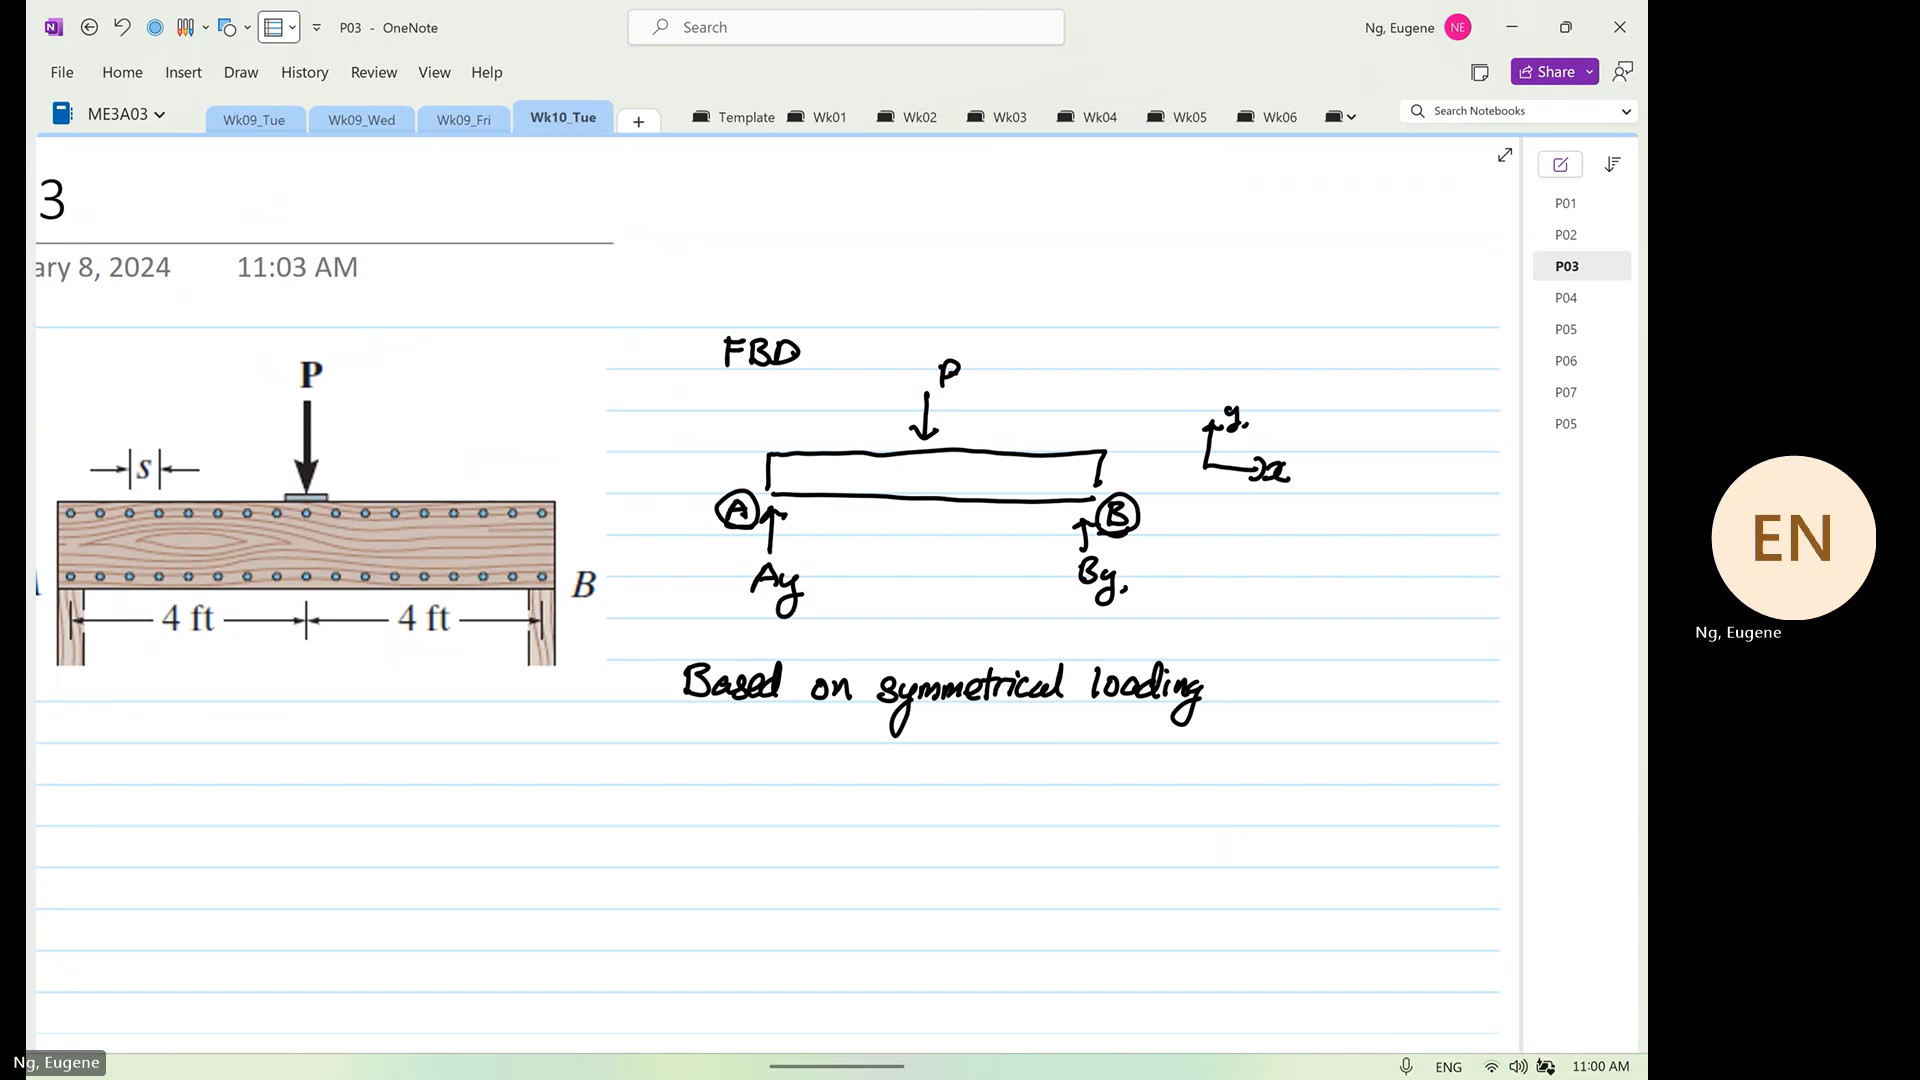 P03 - OneNote
Search
Ng, Eugene
NE
File Home Insert Draw History Review View Help
Share
ME3A03
Wk09_Tue
Wk09_Wed
Wk09_Fri
Wk10_Tue
+
Template
Wk01
Wk02
Wk03
Wk04
Wk05
Wk06
Search Notebooks
3
ary 8, 2024 11:03 AM
P01
P02
P03
P04
P05
P06
P07
P05
P
s
B
4 ft
4 ft
FBD
P
y.
x
A
B
Ay
By.
Based on symmetrical loading
EN
Ng, Eugene
Ng, Eugene
ENG
11:00 AM